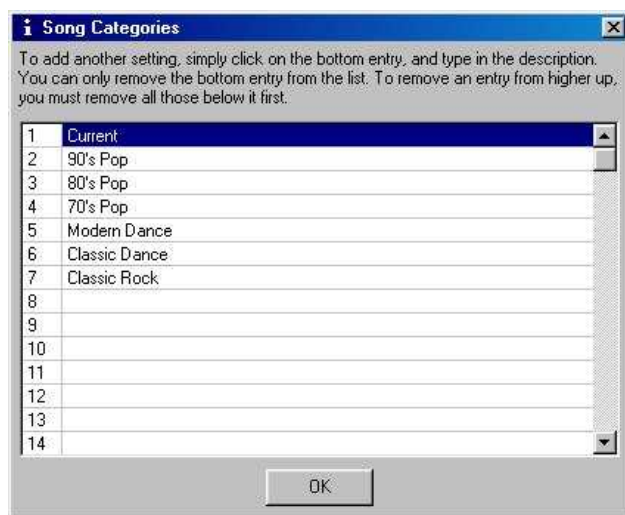 i Song Categories
To add another setting, simply click on the bottom entry, and type in the description.
You can only remove the bottom entry from the list. To remove an entry from higher up,
you must remove all those below it first.
1 Current
2 90's Pop
3 80's Pop
4 70's Pop
5 Modern Dance
6 Classic Dance
7 Classic Rock
8
9
10
11
12
13
14
OK